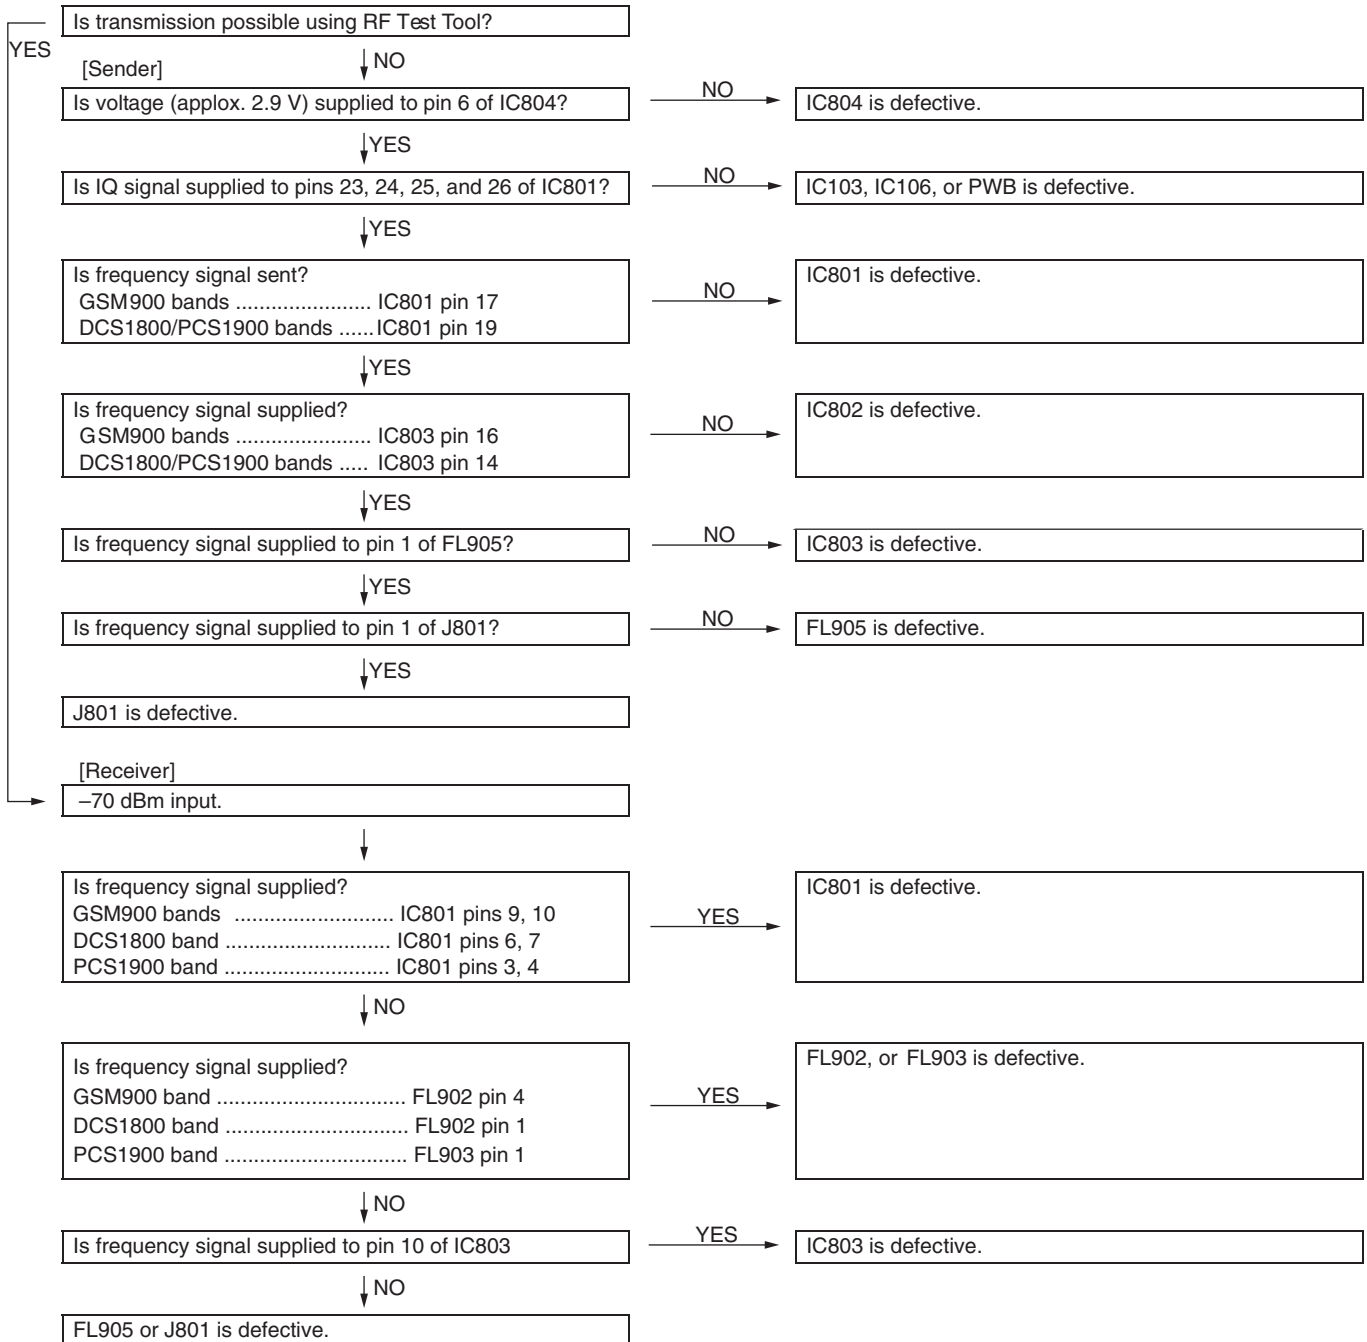 Is transmission possible using RF Test Tool?
YES
NO
[Sender]
Is voltage (applox. 2.9 V) supplied to pin 6 of IC804?
NO
IC804 is defective.
YES
Is IQ signal supplied to pins 23, 24, 25, and 26 of IC801?
NO
IC103, IC106, or PWB is defective.
YES
Is frequency signal sent?
GSM900 bands ....................... IC801 pin 17
DCS1800/PCS1900 bands ......IC801 pin 19
NO
IC801 is defective.
YES
Is frequency signal supplied?
GSM900 bands ....................... IC803 pin 16
DCS1800/PCS1900 bands ..... IC803 pin 14
NO
IC802 is defective.
YES
Is frequency signal supplied to pin 1 of FL905?
NO
IC803 is defective.
YES
Is frequency signal supplied to pin 1 of J801?
NO
FL905 is defective.
YES
J801 is defective.
[Receiver]
–70 dBm input.
Is frequency signal supplied?
GSM900 bands ........................... IC801 pins 9, 10
DCS1800 band ............................ IC801 pins 6, 7
PCS1900 band ............................ IC801 pins 3, 4
YES
IC801 is defective.
NO
Is frequency signal supplied?
GSM900 band ................................ FL902 pin 4
DCS1800 band ............................... FL902 pin 1
PCS1900 band ............................... FL903 pin 1
YES
FL902, or FL903 is defective.
NO
Is frequency signal supplied to pin 10 of IC803
YES
IC803 is defective.
NO
FL905 or J801 is defective.